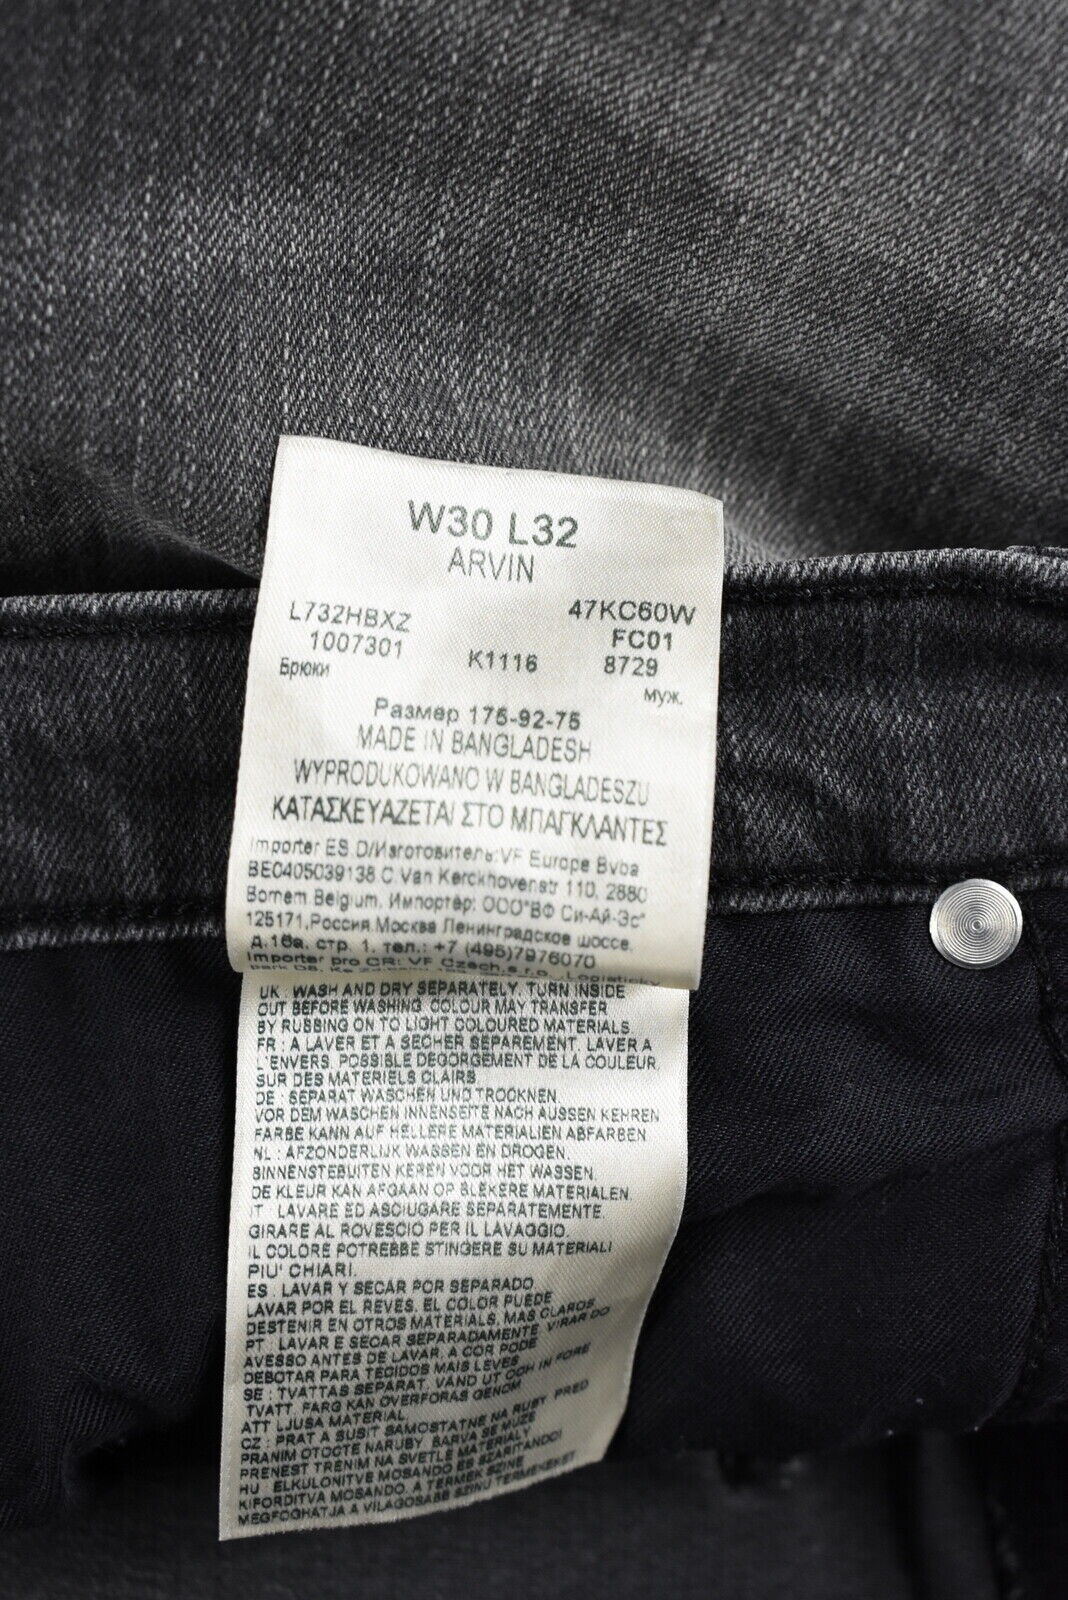 W30 L32
ARVIN
L732HBXZ 47KC60W
1007301 K1116 FC01
Брюки 8729
муж.
Размер 176-92-75
MADE IN BANGLADESH
WYPRODUKOWANO W BANGLADESZU
ΚΑΤΑΣΚΕΥΑΖΕΤΑΙ ΣΤΟ ΜΠΑΓΚΛΑΝΤΕΣ
Importer ES.D/Изготовитель:VF Europe Bvba
BE0405039138 C.Van Kerckhovenstr 110, 2880
Bornem.Belgium. Импортёр: ООО"ВФ Си-Ай-Эс"
125171,Россия.Москва Ленинградское шоссе,
д.16а, стр. 1, тел.: +7 (495)7976070
Importer pro CR: VF Czech,s.r.o.,Logisticky
park D8,
UK : WASH AND DRY SEPARATELY, TURN INSIDE
OUT BEFORE WASHING. COLOUR MAY TRANSFER
BY RUBBING ON TO LIGHT COLOURED MATERIALS.
FR : A LAVER ET A SECHER SEPAREMENT. LAVER A
L'ENVERS. POSSIBLE DEGORGEMENT DE LA COULEUR
SUR DES MATERIELS CLAIRS
DE : SEPARAT WASCHEN UND TROCKNEN.
VOR DEM WASCHEN INNENSEITE NACH AUSSEN KEHREN
FARBE KANN AUF HELLERE MATERIALIEN ABFARBEN
NL : AFZONDERLIJK WASSEN EN DROGEN.
BINNENSTEBUITEN KEREN VOOR HET WASSEN.
DE KLEUR KAN AFGAAN OP BLEKERE MATERIALEN.
IT : LAVARE ED ASCIUGARE SEPARATEMENTE.
GIRARE AL ROVESCIO PER IL LAVAGGIO.
IL COLORE POTREBBE STINGERE SU MATERIALI
PIU' CHIARI.
ES : LAVAR Y SECAR POR SEPARADO.
LAVAR POR EL REVES. EL COLOR PUEDE
DESTENIR EN OTROS MATERIALS, MAS CLAROS
PT : LAVAR E SECAR SEPARADAMENTE VIRAR DO
AVESSO ANTES DE LAVAR. A COR PODE
DEBOTAR PARA TECIDOS MAIS LEVES
SE : TVATTAS SEPARAT, VAND UT OCH IN FORE
TVATT. FARG KAN OVERFORAS GENOM
ATT LJUSA MATERIAL.
CZ : PRAT A SUSIT SAMOSTATNE NA RUBY. PRED
PRANIM OTOCTE NARUBY. BARVA SE MUZE
PRENEST TRENIM NA SVETLE MATERIALY
HU : ELKULONITVE MOSANDO ES SZARITANDO!
KIFORDITVA MOSANDO. A TERMEK SZINE
MEGFOGHATJA A VILAGOSABB SZINU TERMEKEKET